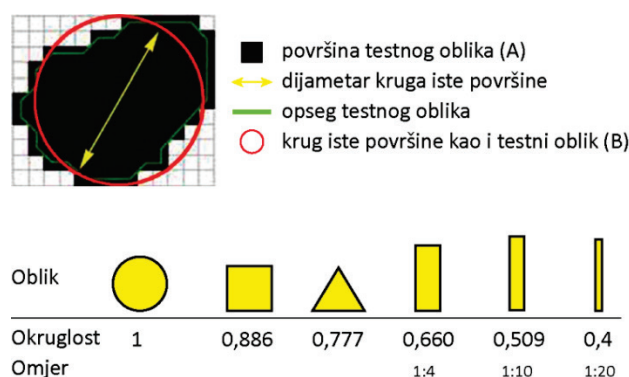 površina testnog oblika (A)
dijametar kruga iste površine
opseg testnog oblika
krug iste površine kao i testni oblik (B)
Oblik
Okruglost 1 0,886 0,777 0,660 0,509 0,4
Omjer 1:4 1:10 1:20